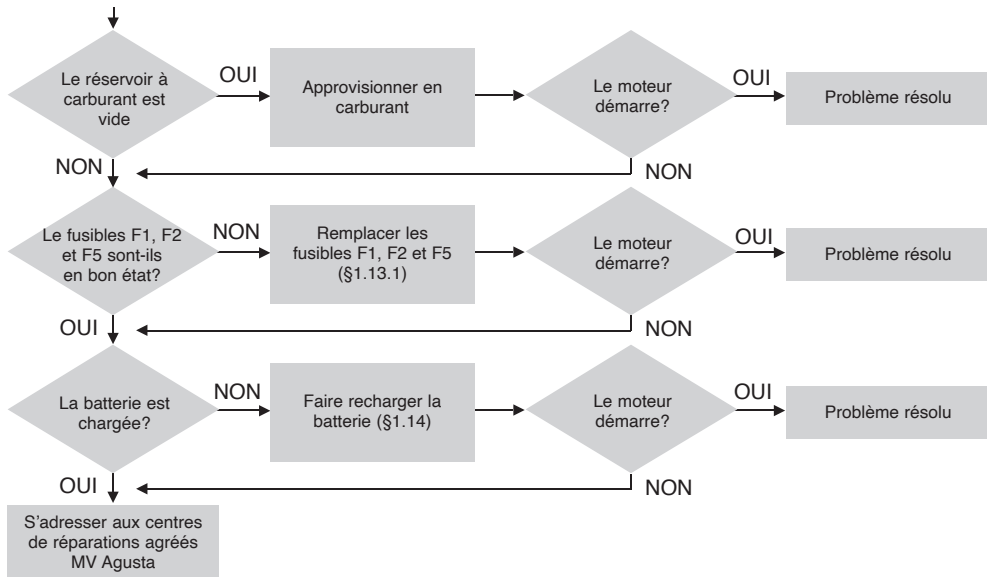 Le réservoir à
carburant est
vide
OUI
Approvisionner en
carburant
Le moteur
démarre?
OUI
Problème résolu
NON
NON
Le fusibles F1, F2
et F5 sont-ils
en bon état?
NON
Remplacer les
fusibles F1, F2 et F5
(§1.13.1)
Le moteur
démarre?
OUI
Problème résolu
OUI
NON
La batterie est
chargée?
NON
Faire recharger la
batterie (§1.14)
Le moteur
démarre?
OUI
Problème résolu
OUI
NON
S'adresser aux centres
de réparations agréés
MV Agusta